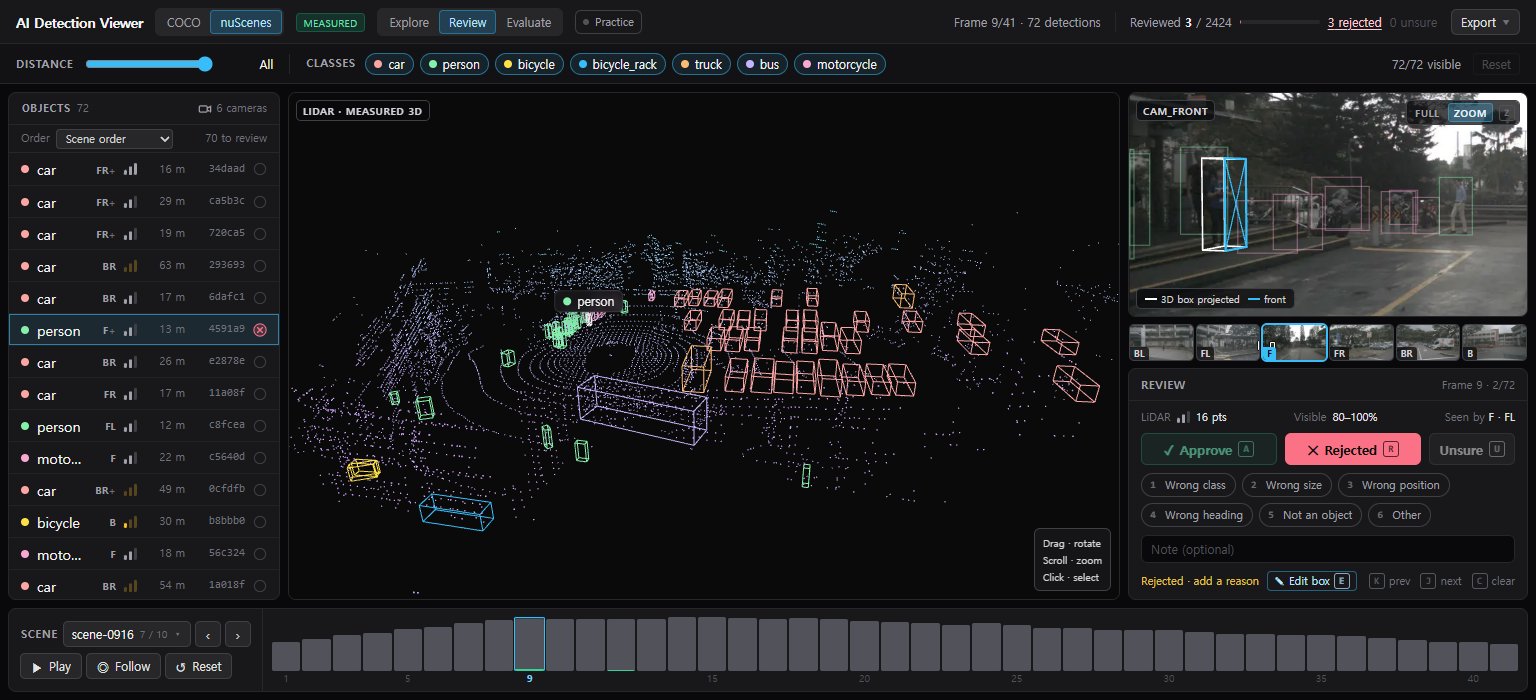 AI Detection Viewer COCO nuScenes MEASURED Explore Review Evaluate Practice Frame 9/41 · 72 detections Reviewed 3 / 2424 3 rejected 0 unsure Export
DISTANCE All CLASSES car person bicycle bicycle_rack truck bus motorcycle 72/72 visible Reset
OBJECTS 72 6 cameras
Order Scene order 70 to review
car FR+ 16 m 34daad
car FR+ 29 m ca5b3c
car FR+ 19 m 720ca5
car BR 63 m 293693
car BR 17 m 6dafc1
person F+ 13 m 4591a9
car BR 26 m e2878e
car FR 17 m 11a08f
person FL 12 m c8fcea
moto... F 22 m c5640d
car BR+ 49 m 0cfdfb
bicycle B 30 m b8bbb0
moto... F 18 m 56c324
car BR 54 m 1a018f
LIDAR · MEASURED 3D
person
Drag · rotate
Scroll · zoom
Click · select
CAM_FRONT FULL ZOOM Z
3D box projected front
BL FL F FR BR B
REVIEW Frame 9 · 2/72
LiDAR 16 pts Visible 80–100% Seen by F · FL
✓ Approve A ✕ Rejected R Unsure U
1 Wrong class 2 Wrong size 3 Wrong position
4 Wrong heading 5 Not an object 6 Other
Note (optional)
Rejected · add a reason Edit box E K prev J next C clear
SCENE scene-0916 7 / 10 ‹ ›
Play Follow Reset
1 5 9 15 20 25 30 35 40